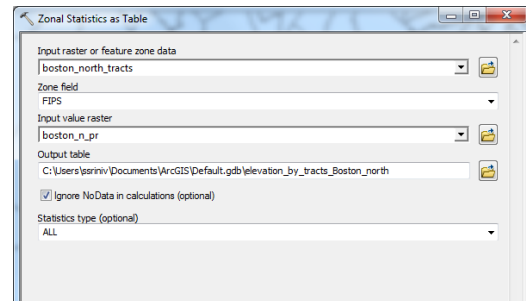 Zonal Statistics as Table
Input raster or feature zone data
boston_north_tracts
Zone field
FIPS
Input value raster
boston_n_pr
Output table
C:\Users\ssriniv\Documents\ArcGIS\Default.gdb\elevation_by_tracts_Boston_north
Ignore NoData in calculations (optional)
Statistics type (optional)
ALL